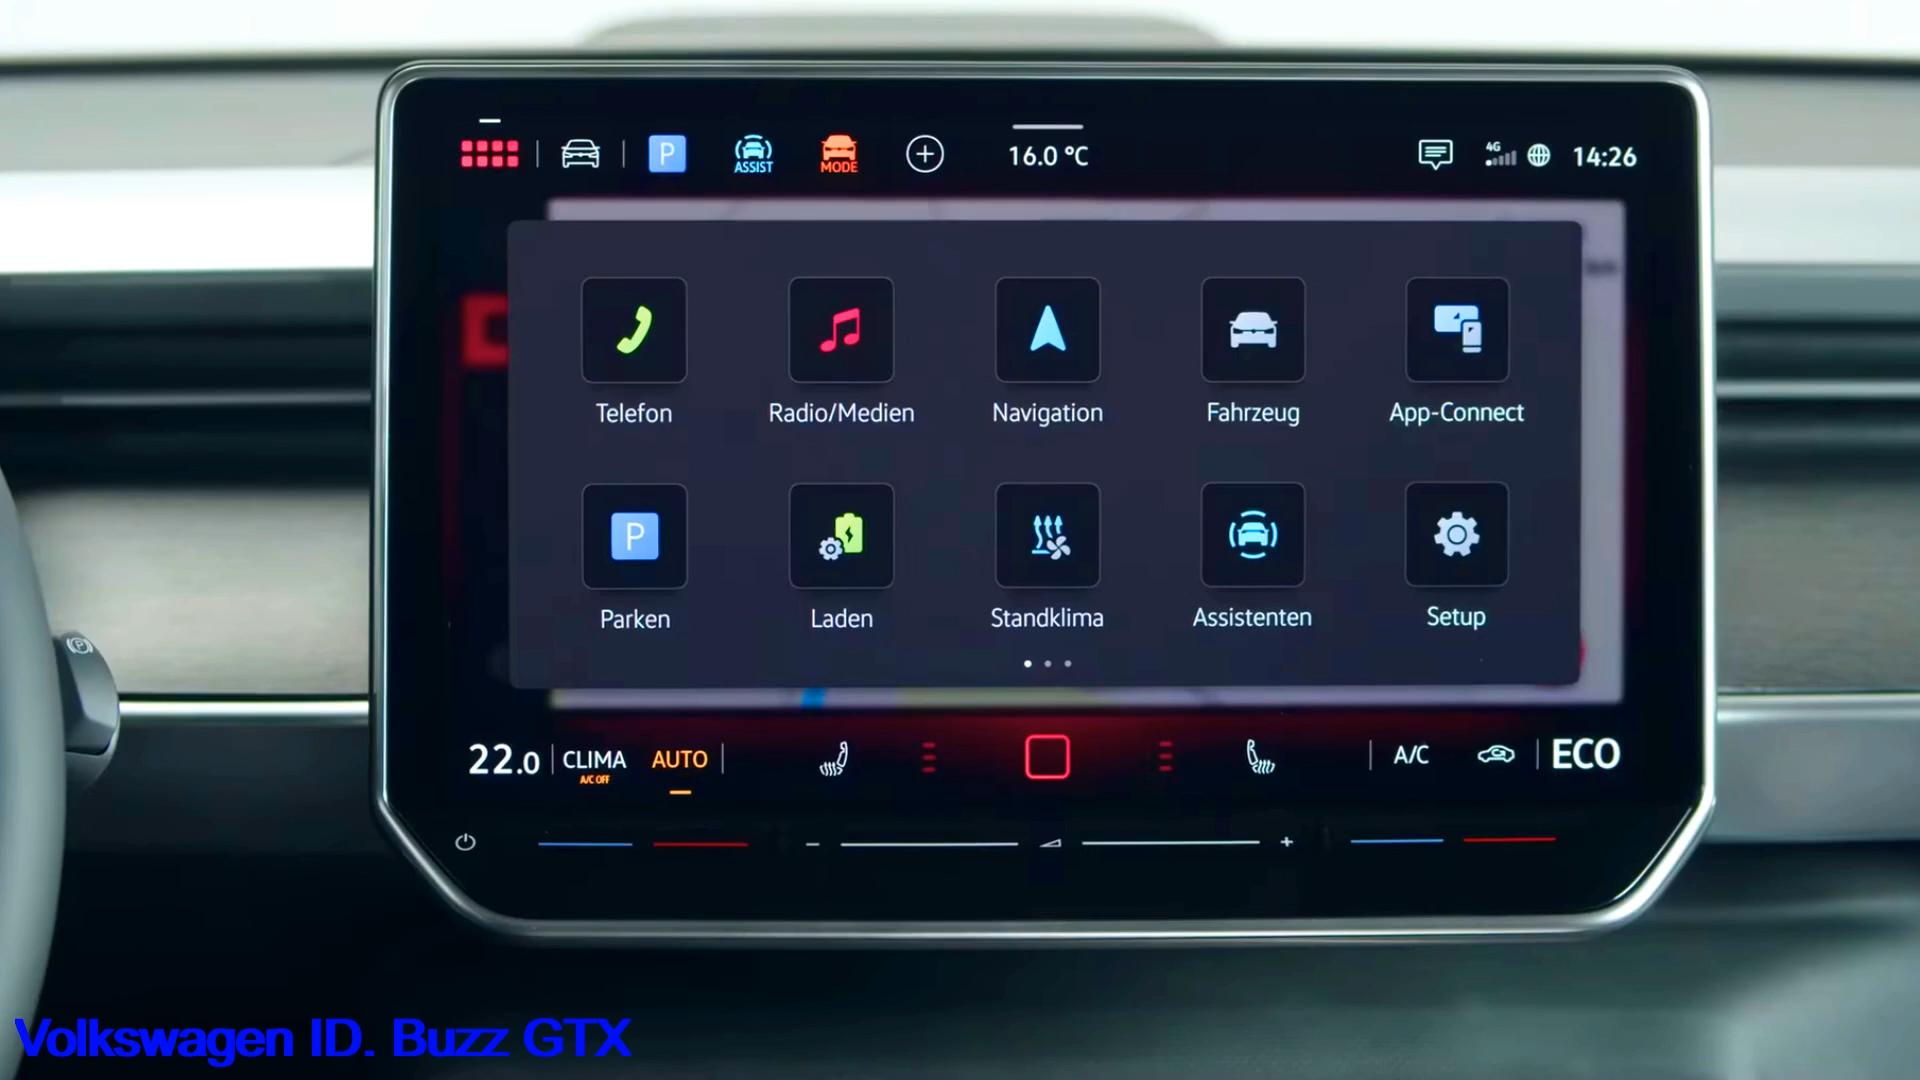 P ASSIST MODE 16.0 °C 4G 14:26
Telefon Radio/Medien Navigation Fahrzeug App-Connect
P
Parken Laden Standklima Assistenten Setup
22.0 CLIMA AUTO A/C ECO
A/C OFF
Volkswagen ID. Buzz GTX